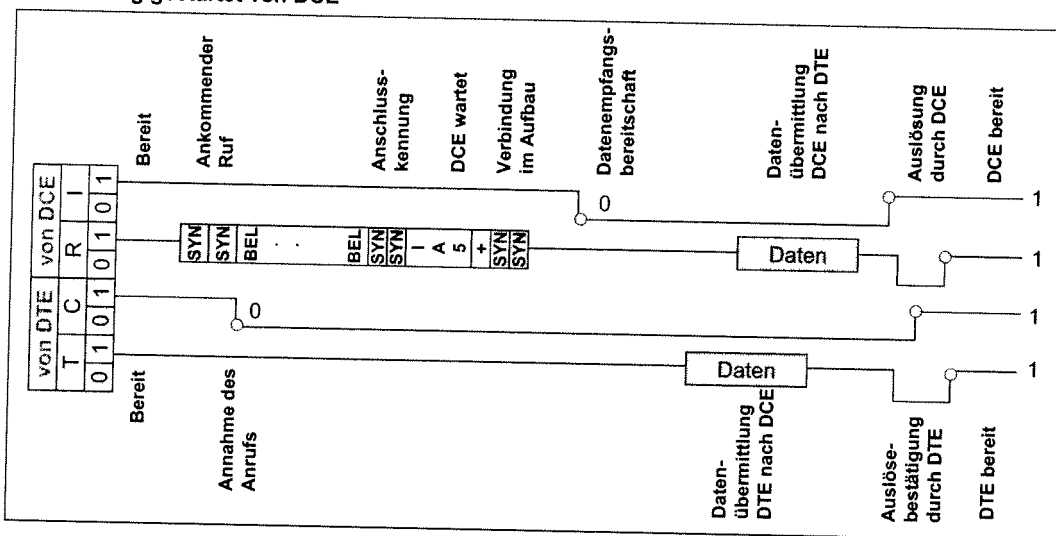 gestartet von DCE
von DTE
von DCE
T
C
R
I
0 1 0 1 0 1 0 1
Bereit
Ankommender
Ruf
Anschluss-
kennung
DCE wartet
Verbindung
im Aufbau
Datenempfangs-
bereitschaft
Daten-
übermittlung
DCE nach DTE
Auslösung
durch DCE
DCE bereit
0
1
SYN
SYN
BEL
. .
BEL
SYN
SYN
I
A
5
+
SYN
SYN
Daten
1
0
1
Daten
1
Bereit
Annahme des
Anrufs
Daten-
übermittlung
DTE nach DCE
Auslöse-
bestätigung
durch DTE
DTE bereit